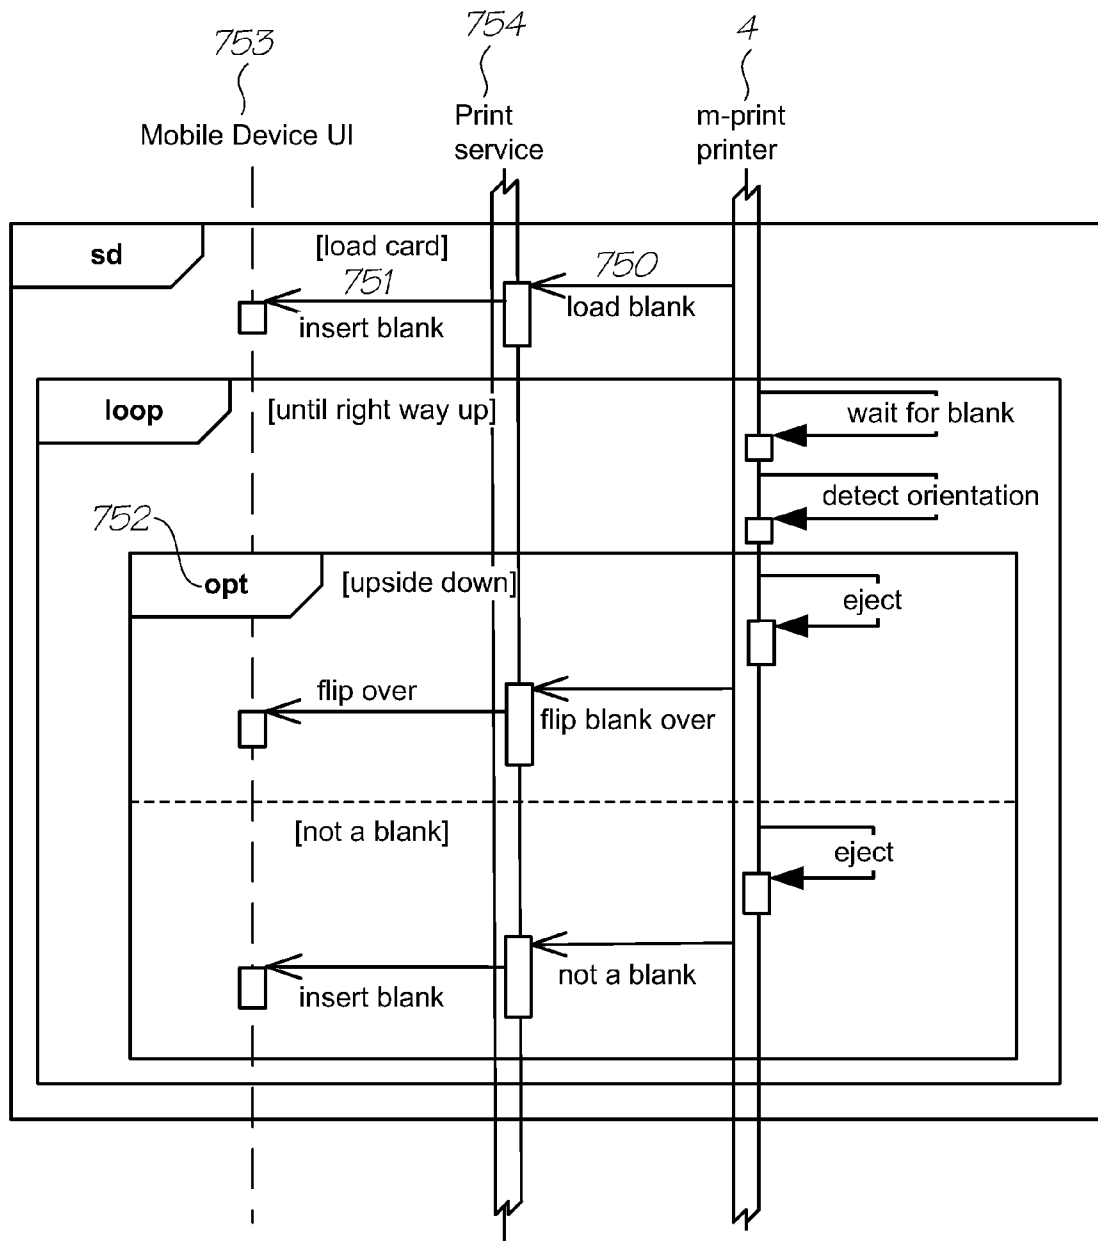 753
754
4
Mobile Device UI
Print
service
m-print
printer
sd
[load card]
751
750
insert blank
load blank
loop
[until right way up]
wait for blank
detect orientation
752
opt
[upside down]
eject
flip over
flip blank over
[not a blank]
eject
insert blank
not a blank